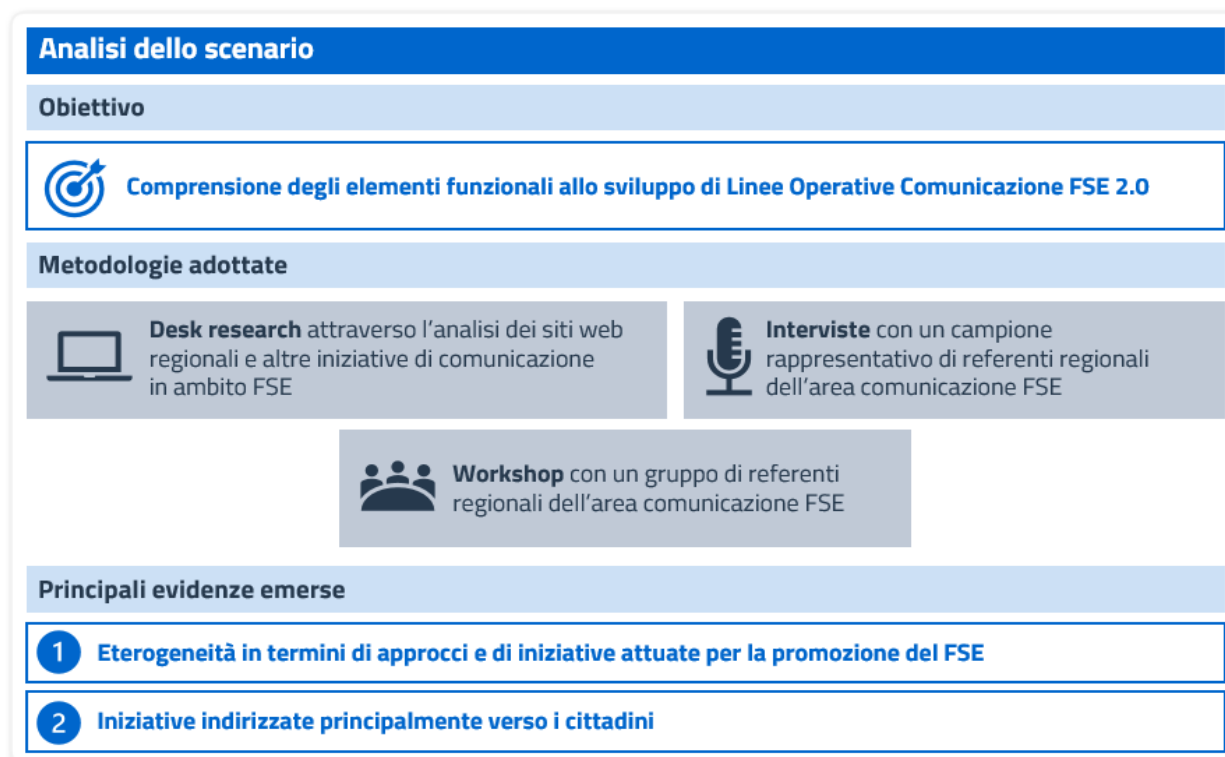 Analisi dello scenario
Obiettivo
Comprensione degli elementi funzionali allo sviluppo di Linee Operative Comunicazione FSE 2.0
Metodologie adottate
Desk research attraverso l'analisi dei siti web
regionali e altre iniziative di comunicazione
in ambito FSE
Interviste con un campione
rappresentativo di referenti regionali
dell'area comunicazione FSE
Workshop con un gruppo di referenti
regionali dell'area comunicazione FSE
Principali evidenze emerse
1 Eterogeneità in termini di approcci e di iniziative attuate per la promozione del FSE
2 Iniziative indirizzate principalmente verso i cittadini